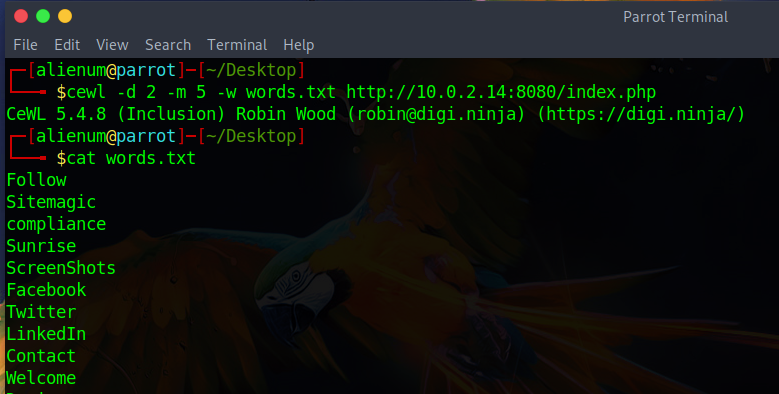 Parrot Terminal
File Edit View Search Terminal Help
┌─[alienum@parrot]─[~/Desktop]
└──╼ $cewl -d 2 -m 5 -w words.txt http://10.0.2.14:8080/index.php
CeWL 5.4.8 (Inclusion) Robin Wood (robin@digi.ninja) (https://digi.ninja/)
┌─[alienum@parrot]─[~/Desktop]
└──╼ $cat words.txt
Follow
Sitemagic
compliance
Sunrise
ScreenShots
Facebook
Twitter
LinkedIn
Contact
Welcome